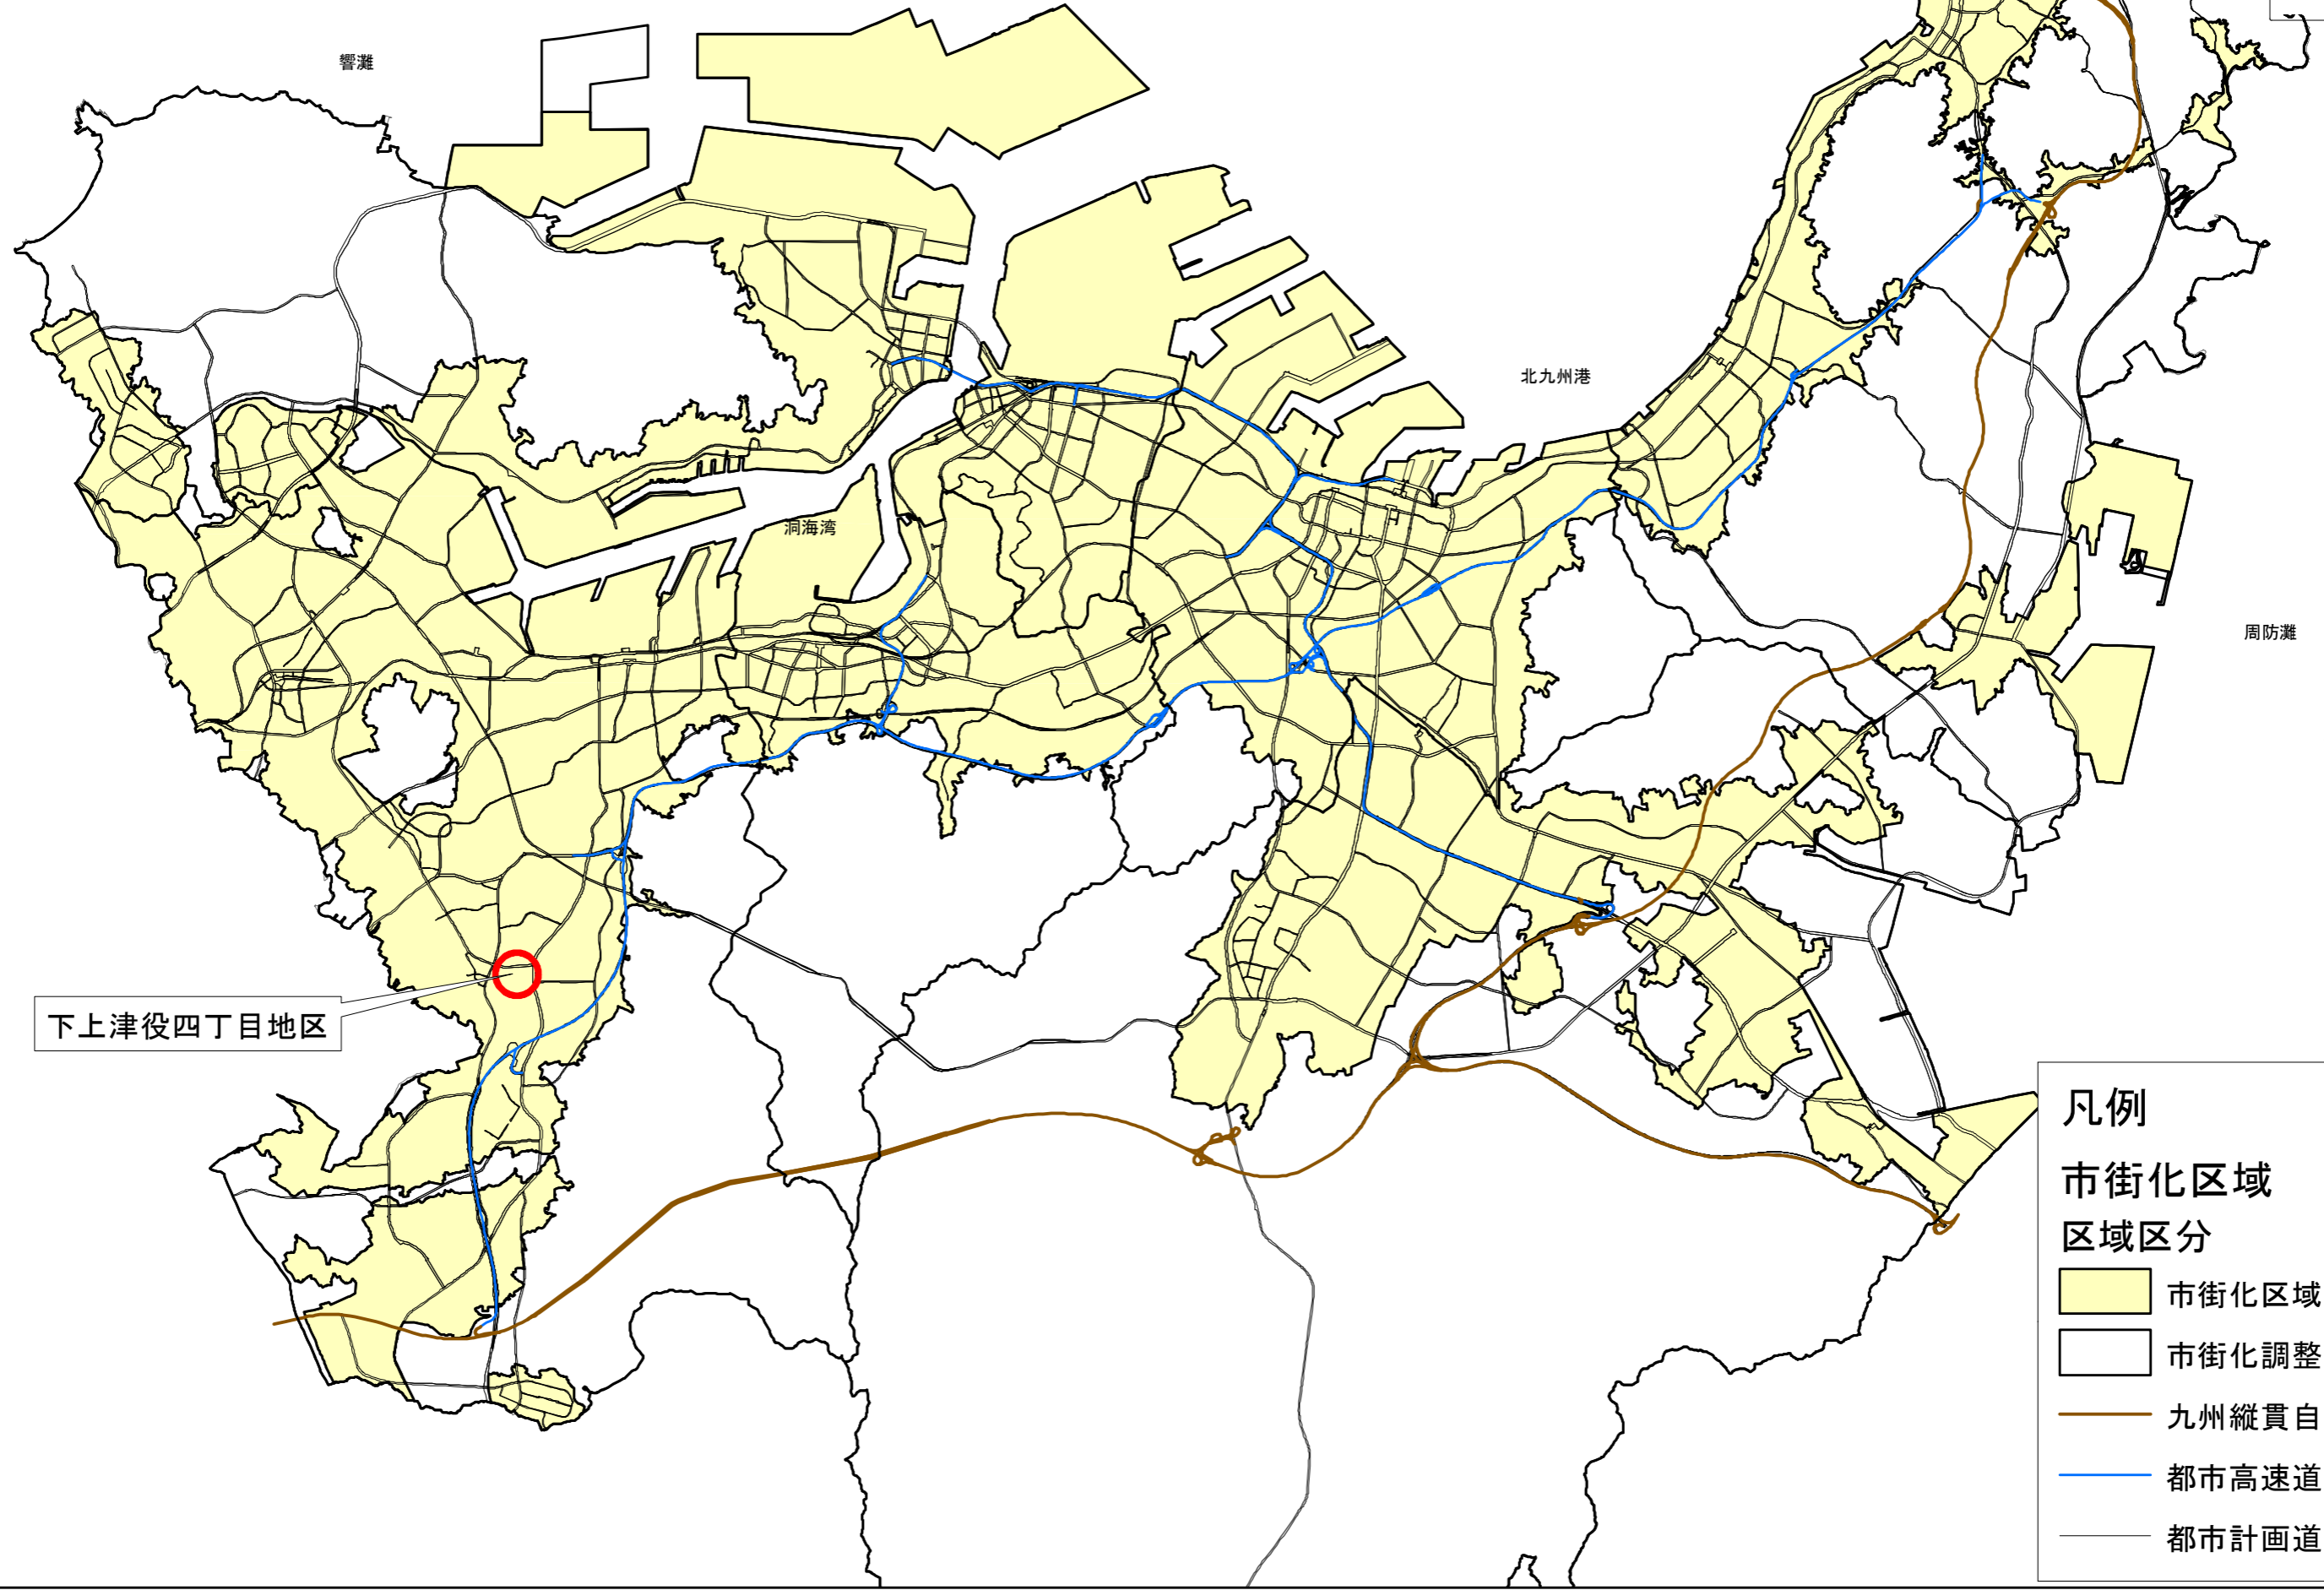 響灘
北九州港
洞海湾
周防灘
下上津役四丁目地区
凡例
市街化区域
区域区分
市街化区域
市街化調整
九州縦貫自
都市高速道
都市計画道